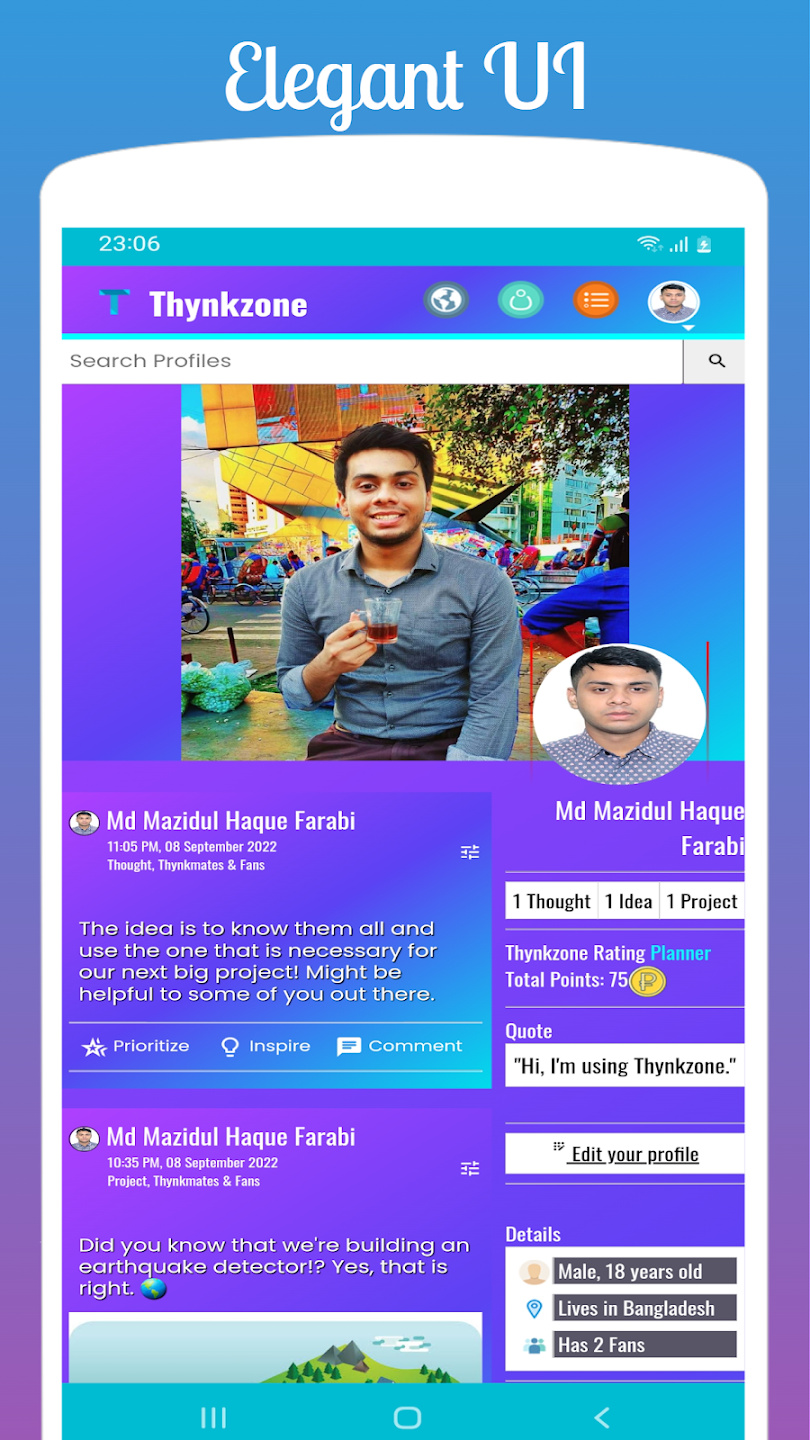 Elegant UI
23:06
Thynkzone
Search Profiles
Md Mazidul Haque Farabi
11:05 PM, 08 September 2022
Thought, Thynkmates & Fans
The idea is to know them all and
use the one that is necessary for
our next big project! Might be
helpful to some of you out there.
Prioritize Inspire Comment
Md Mazidul Haque Farabi
10:35 PM, 08 September 2022
Project, Thynkmates & Fans
Did you know that we're building an
earthquake detector!? Yes, that is
right.
Md Mazidul Haque
Farabi
1 Thought 1 Idea 1 Project
Thynkzone Rating Planner
Total Points: 75
Quote
"Hi, I'm using Thynkzone."
Edit your profile
Details
Male, 18 years old
Lives in Bangladesh
Has 2 Fans